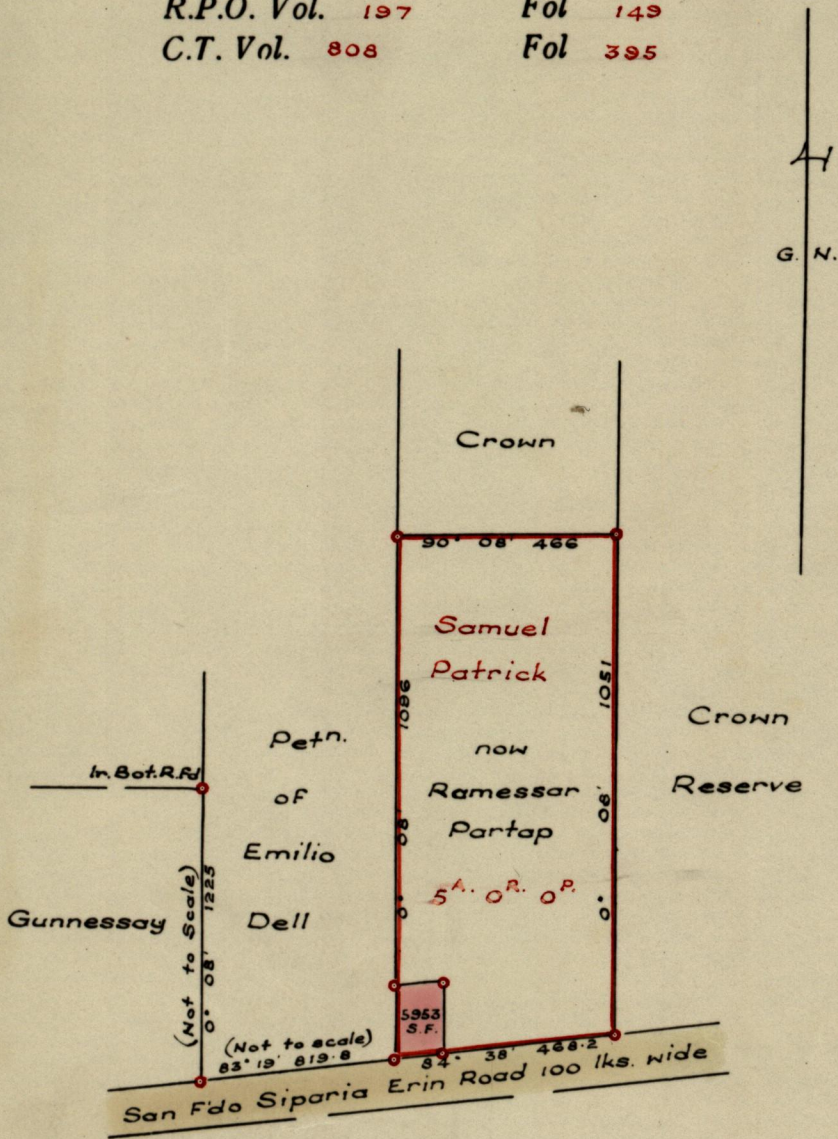 R.P.O. Vol. 197 Fol 149
C.T. Vol. 808 Fol 395
G. N.
Crown
90° 08' 466
Samuel
Patrick
now
Ramessar
Partap
5A. 0R. 0P.
0° 08' 1086
0° 08' 1051
Crown
Reserve
Petn.
of
Emilio
Dell
Ir. Bot. R. Fd
Gunnessay
(Not to Scale)
0° 08' 1225
5953
S.F.
(Not to scale)
83° 19' 819.8
84° 38' 468.2
San F'do Siparia Erin Road 100 lks. wide